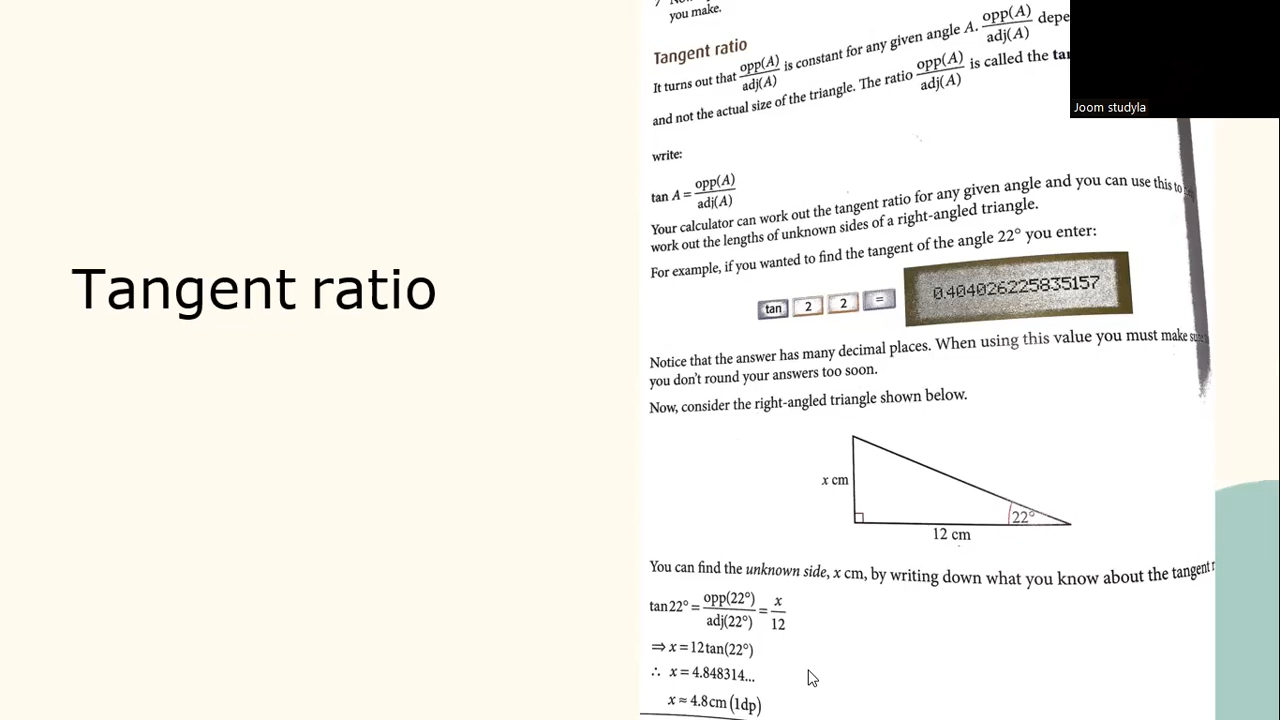 you make.
Tangent ratio
It turns out that opp(A)/adj(A) is constant for any given angle A. opp(A)/adj(A)
and not the actual size of the triangle. The ratio opp(A)/adj(A) is called the
write:
tan A = opp(A)/adj(A)
Your calculator can work out the tangent ratio for any given angle and you can use this to
work out the lengths of unknown sides of a right-angled triangle.
For example, if you wanted to find the tangent of the angle 22° you enter:
tan 2 2 = 0.404026225835157
Notice that the answer has many decimal places. When using this value you must make
you don't round your answers too soon.
Now, consider the right-angled triangle shown below.
x cm
22°
12 cm
You can find the unknown side, x cm, by writing down what you know about the tangent
tan 22° = opp(22°)/adj(22°) = x/12
⇒ x = 12 tan(22°)
∴ x = 4.848314...
x ≈ 4.8cm (1dp)
Tangent ratio
Joom studyla